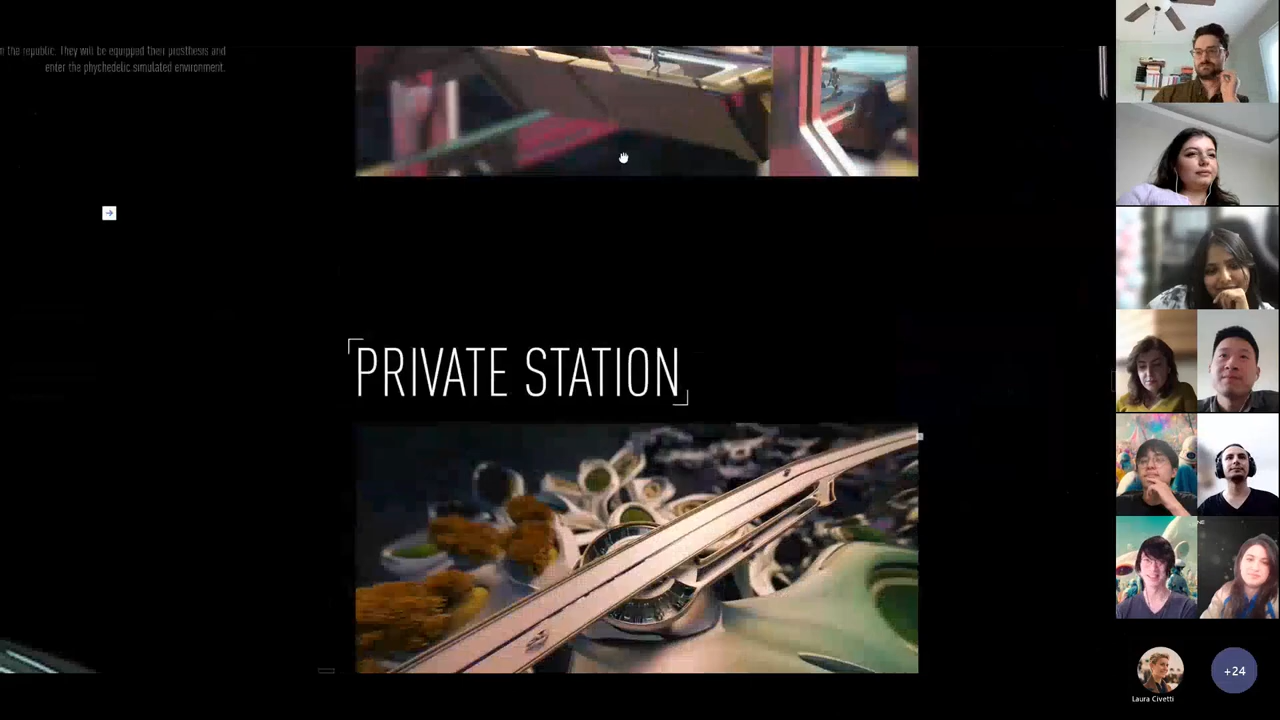 the republic. They will be equipped their prosthesis and
enter the phychedelic simulated environment.
PRIVATE STATION
Laura Civetti
+24